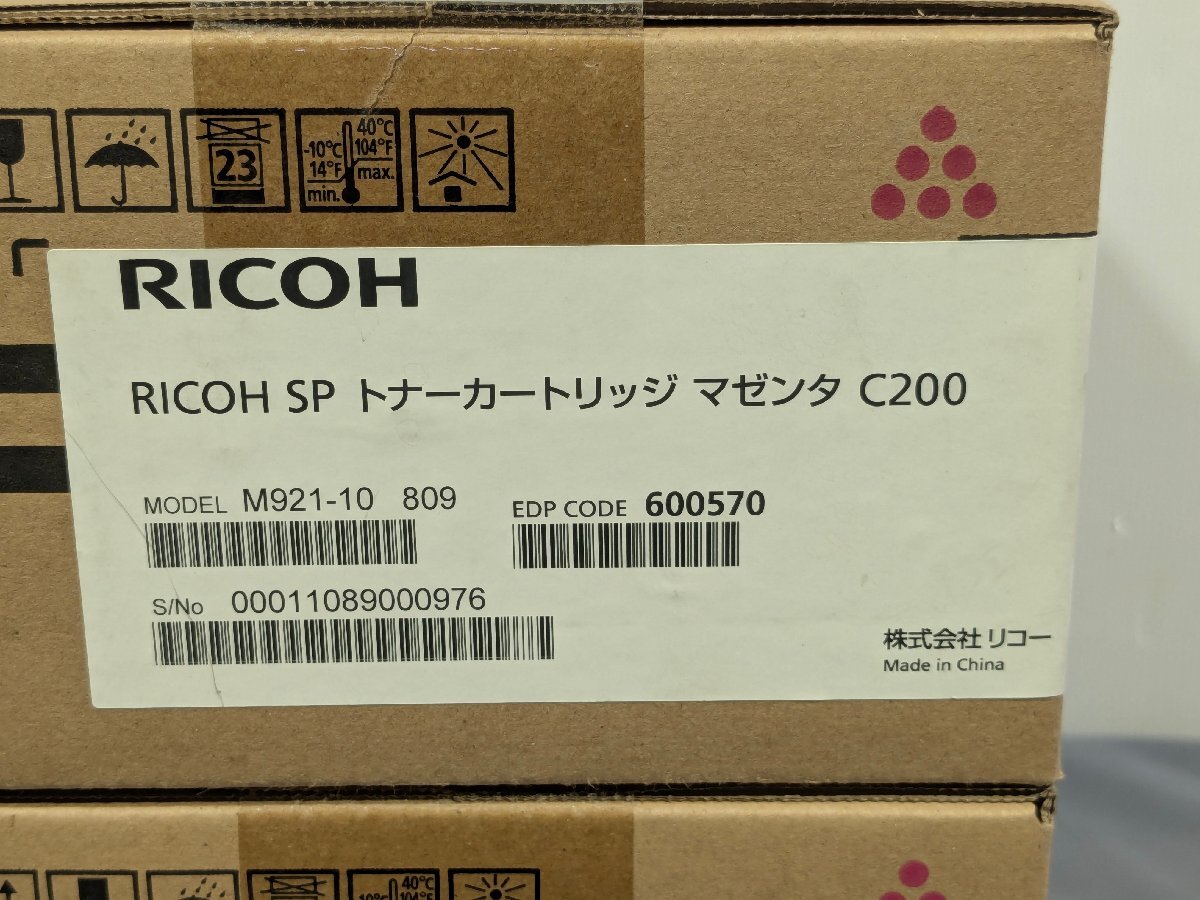 23
-10℃ 40℃
14°F 104°F
min. max.
RICOH
RICOH SP トナーカートリッジ マゼンタ C200
MODEL M921-10 809 EDP CODE 600570
S/No 00011089000976
株式会社 リコー
Made in China
40℃